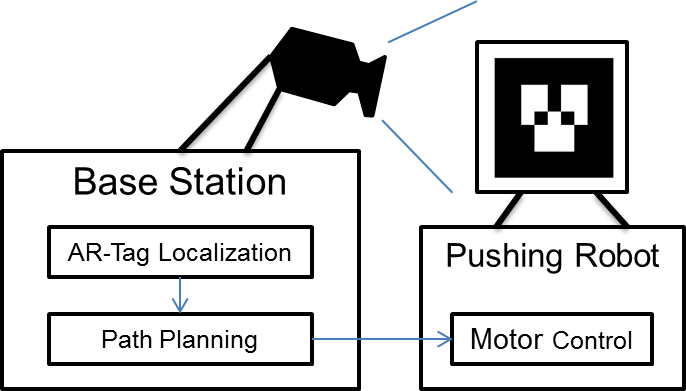 Base Station
AR-Tag Localization
Path Planning
Pushing Robot
Motor Control